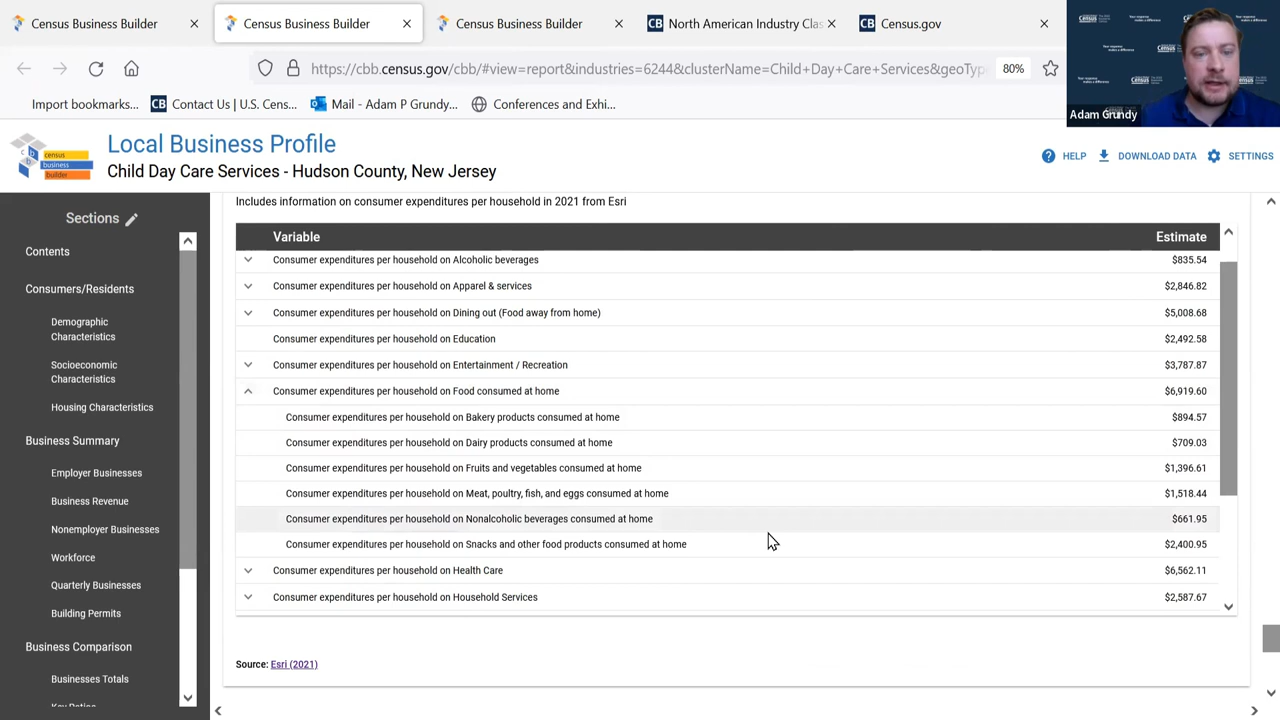 Census Business Builder
Census Business Builder
Census Business Builder
North American Industry Clas
Census.gov
https://cbb.census.gov/cbb/#view=report&industries=6244&clusterName=Child+Day+Care+Services&geoTyp
80%
Import bookmarks...
Contact Us | U.S. Cens...
Mail - Adam P Grundy...
Conferences and Exhi...
Adam Grundy
census
business
builder
Local Business Profile
Child Day Care Services - Hudson County, New Jersey
HELP
DOWNLOAD DATA
SETTINGS
Sections
Contents
Consumers/Residents
Demographic
Characteristics
Socioeconomic
Characteristics
Housing Characteristics
Business Summary
Employer Businesses
Business Revenue
Nonemployer Businesses
Workforce
Quarterly Businesses
Building Permits
Business Comparison
Businesses Totals
Key Ratios
Includes information on consumer expenditures per household in 2021 from Esri
Variable Estimate
Consumer expenditures per household on Alcoholic beverages $835.54
Consumer expenditures per household on Apparel & services $2,846.82
Consumer expenditures per household on Dining out (Food away from home) $5,008.68
Consumer expenditures per household on Education $2,492.58
Consumer expenditures per household on Entertainment / Recreation $3,787.87
Consumer expenditures per household on Food consumed at home $6,919.60
Consumer expenditures per household on Bakery products consumed at home $894.57
Consumer expenditures per household on Dairy products consumed at home $709.03
Consumer expenditures per household on Fruits and vegetables consumed at home $1,396.61
Consumer expenditures per household on Meat, poultry, fish, and eggs consumed at home $1,518.44
Consumer expenditures per household on Nonalcoholic beverages consumed at home $661.95
Consumer expenditures per household on Snacks and other food products consumed at home $2,400.95
Consumer expenditures per household on Health Care $6,562.11
Consumer expenditures per household on Household Services $2,587.67
Source: Esri (2021)